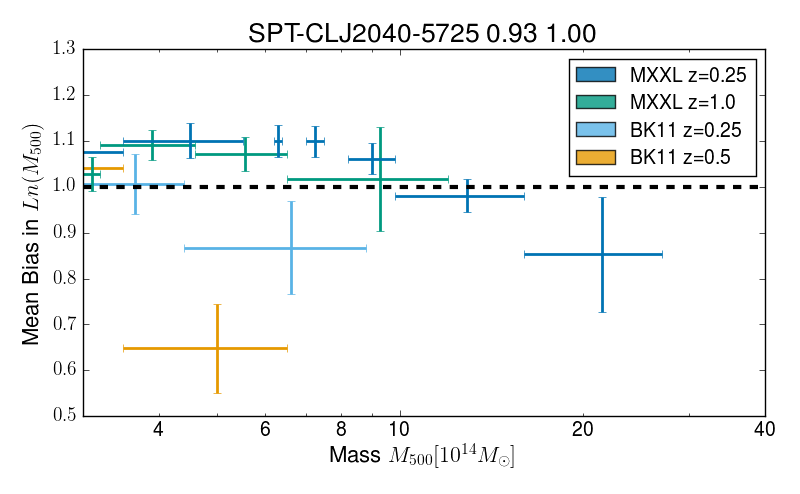 SPT-CLJ2040-5725 0.93 1.00
1.3
1.2
1.1
1.0
0.9
0.8
0.7
0.6
0.5
Mean Bias in Ln(M500)
MXXL z=0.25
MXXL z=1.0
BK11 z=0.25
BK11 z=0.5
4 6 8 10 20 40
Mass M500[10^14 M⊙]